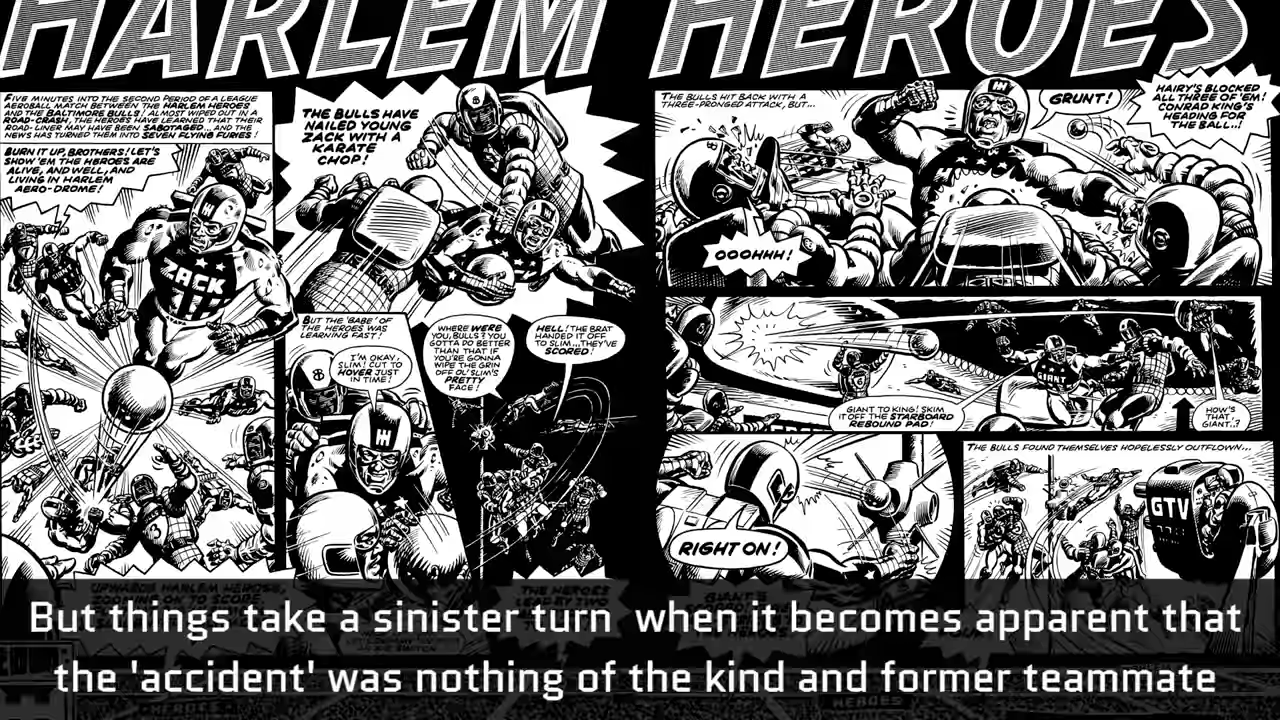 HARLEM HEROES
FIVE MINUTES INTO THE SECOND PERIOD OF A LEAGUE
AEROBALL MATCH BETWEEN THE HARLEM HEROES
AND THE BALTIMORE BULLS! ALMOST WIPED OUT IN A
ROAD-CRASH, THE HEROES HAVE LEARNED THAT THEIR
ROAD-LINER MAY HAVE BEEN SABOTAGED... AND THE
NEWS HAS TURNED THEM INTO SEVEN FLYING FURIES!
BURN IT UP, BROTHERS! LET'S
SHOW 'EM THE HEROES ARE
ALIVE, AND WELL, AND
LIVING IN HARLEM
AERO-DROME!
ZACK
THE BULLS HAVE
NAILED YOUNG
ZACK WITH A
KARATE
CHOP!
BUT THE 'BABE' OF
THE HEROES WAS
LEARNING FAST!
I'M OKAY,
SLIM! CUT TO
HOVER JUST
IN TIME!
WHERE WERE
YOU, BULLS? YOU
GOTTA DO BETTER
THAN THAT IF
YOU'RE GONNA
WIPE THE GRIN
OFF OL' SLIM'S
PRETTY
FACE!
HELL! THE BRAT
HANDED IT OFF
TO SLIM... THEY'VE
SCORED!
THE BULLS HIT BACK WITH A
THREE-PRONGED ATTACK, BUT...
GRUNT!
HAIRY'S BLOCKED
ALL THREE OF 'EM!
CONRAD KING'S
HEADING FOR
THE BALL..!
OOOHHH!
GIANT TO KING! SKIM
IT OFF THE STARBOARD
REBOUND PAD!
GIANT
HOW'S
THAT,
GIANT..?
RIGHT ON!
THE BULLS FOUND THEMSELVES HOPELESSLY OUTFLOWN...
GTV
But things take a sinister turn when it becomes apparent that
the 'accident' was nothing of the kind and former teammate